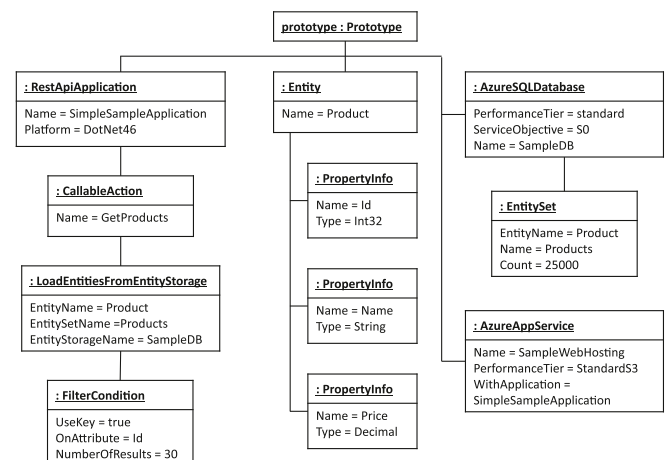 prototype : Prototype
: RestApiApplication
Name = SimpleSampleApplication
Platform = DotNet46
: CallableAction
Name = GetProducts
: LoadEntitiesFromEntityStorage
EntityName = Product
EntitySetName =Products
EntityStorageName = SampleDB
: FilterCondition
UseKey = true
OnAttribute = Id
NumberOfResults = 30
: Entity
Name = Product
: PropertyInfo
Name = Id
Type = Int32
: PropertyInfo
Name = Name
Type = String
: PropertyInfo
Name = Price
Type = Decimal
: AzureSQLDatabase
PerformanceTier = standard
ServiceObjective = S0
Name = SampleDB
: EntitySet
EntityName = Product
Name = Products
Count = 25000
: AzureAppService
Name = SampleWebHosting
PerformanceTier = StandardS3
WithApplication =
SimpleSampleApplication